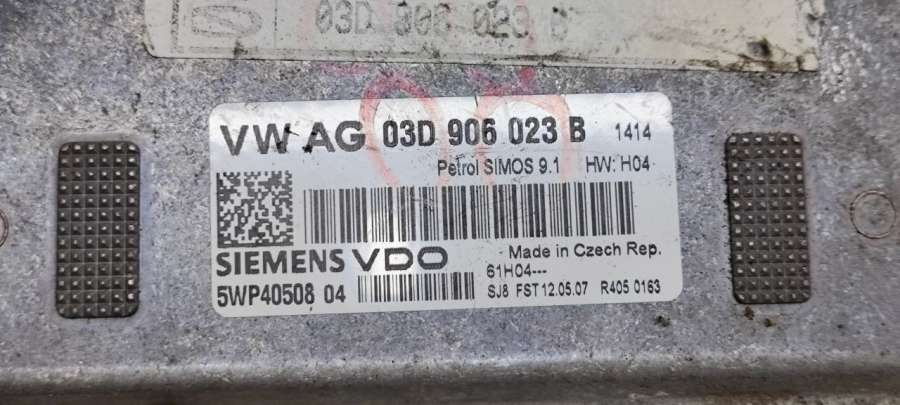 03D 906 023 B
VW AG 03D 906 023 B 1414
Petrol SIMOS 9.1 HW: H04
SIEMENS VDO Made in Czech Rep.
61H04---
5WP40508 04 SJ8 FST 12.05.07 R405 0163